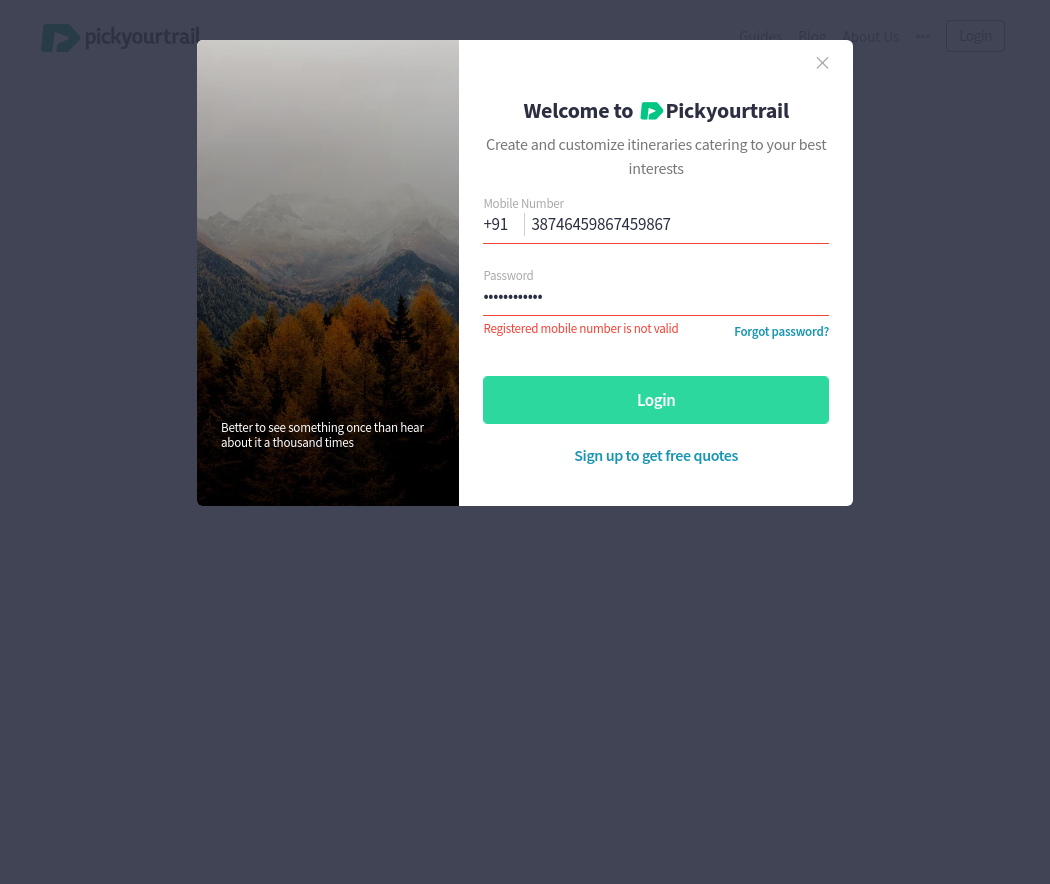 pickyourtrail
Guides Blog About Us ••• Login
Welcome to Pickyourtrail
Create and customize itineraries catering to your best
interests
Mobile Number
+91 38746459867459867
Password
••••••••••••
Registered mobile number is not valid
Forgot password?
Login
Sign up to get free quotes
Better to see something once than hear
about it a thousand times